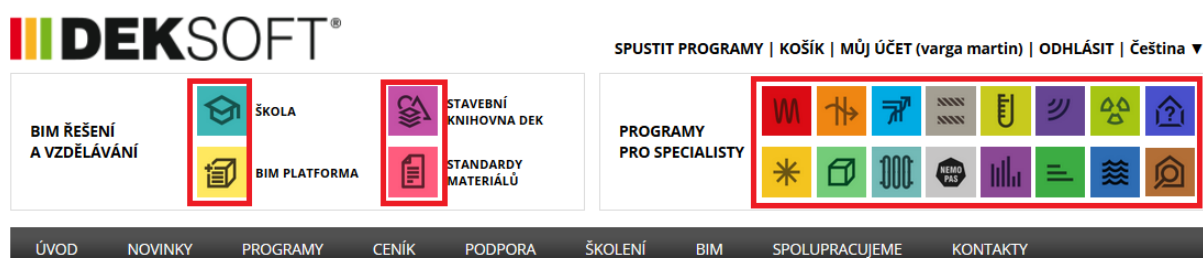 DEKSOFT®
SPUSTIT PROGRAMY | KOŠÍK | MŮJ ÚČET (varga martin) | ODHLÁSIT | Čeština ▼
BIM ŘEŠENÍ
A VZDĚLÁVÁNÍ
ŠKOLA
BIM PLATFORMA
STAVEBNÍ
KNIHOVNA DEK
STANDARDY
MATERIÁLŮ
PROGRAMY
PRO SPECIALISTY
?
NEMO
PAS
ÚVOD NOVINKY PROGRAMY CENÍK PODPORA ŠKOLENÍ BIM SPOLUPRACUJEME KONTAKTY